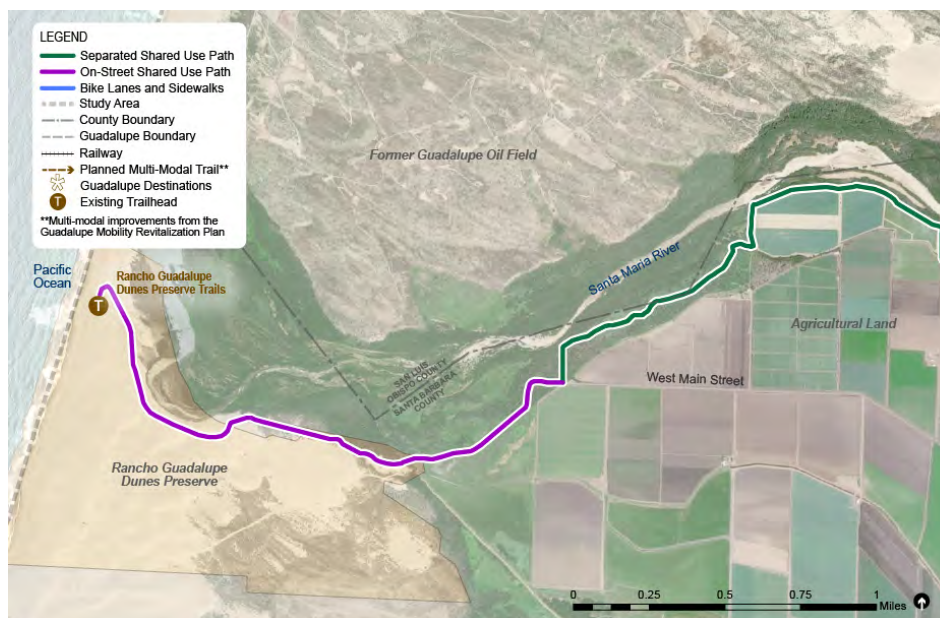 LEGEND
Separated Shared Use Path
On-Street Shared Use Path
Bike Lanes and Sidewalks
Study Area
County Boundary
Guadalupe Boundary
Railway
Planned Multi-Modal Trail**
Guadalupe Destinations
T Existing Trailhead
**Multi-modal improvements from the
Guadalupe Mobility Revitalization Plan
Former Guadalupe Oil Field
Pacific
Ocean
Rancho Guadalupe
Dunes Preserve Trails
T
Santa Maria River
Agricultural Land
SAN LUIS
OBISPO COUNTY
SANTA BARBARA
COUNTY
West Main Street
Rancho Guadalupe
Dunes Preserve
0 0.25 0.5 0.75 1
Miles